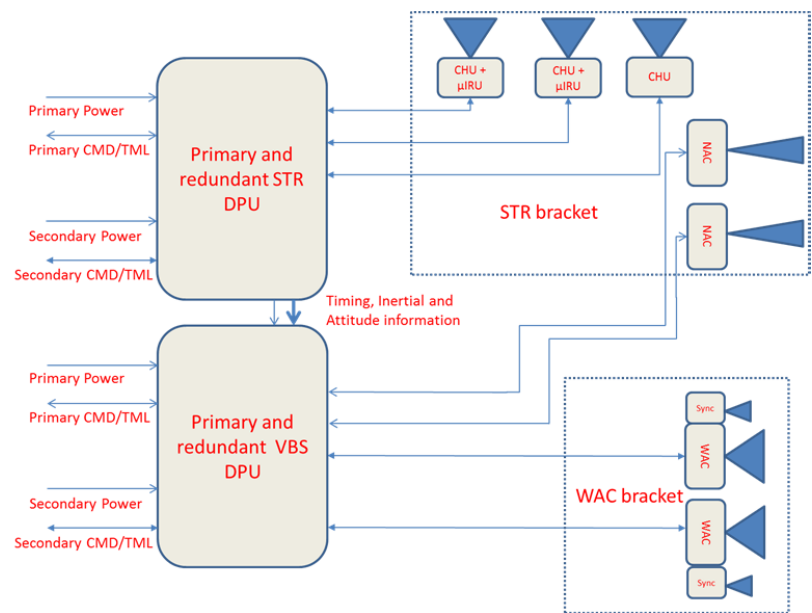 CHU +
µIRU
CHU +
µIRU
CHU
Primary Power
Primary CMD/TML
Primary and
redundant STR
DPU
NAC
STR bracket
NAC
Secondary Power
Secondary CMD/TML
Timing, Inertial and
Attitude information
Primary Power
Primary CMD/TML
Primary and
redundant VBS
DPU
Sync
WAC
WAC bracket
Secondary Power
Secondary CMD/TML
WAC
Sync